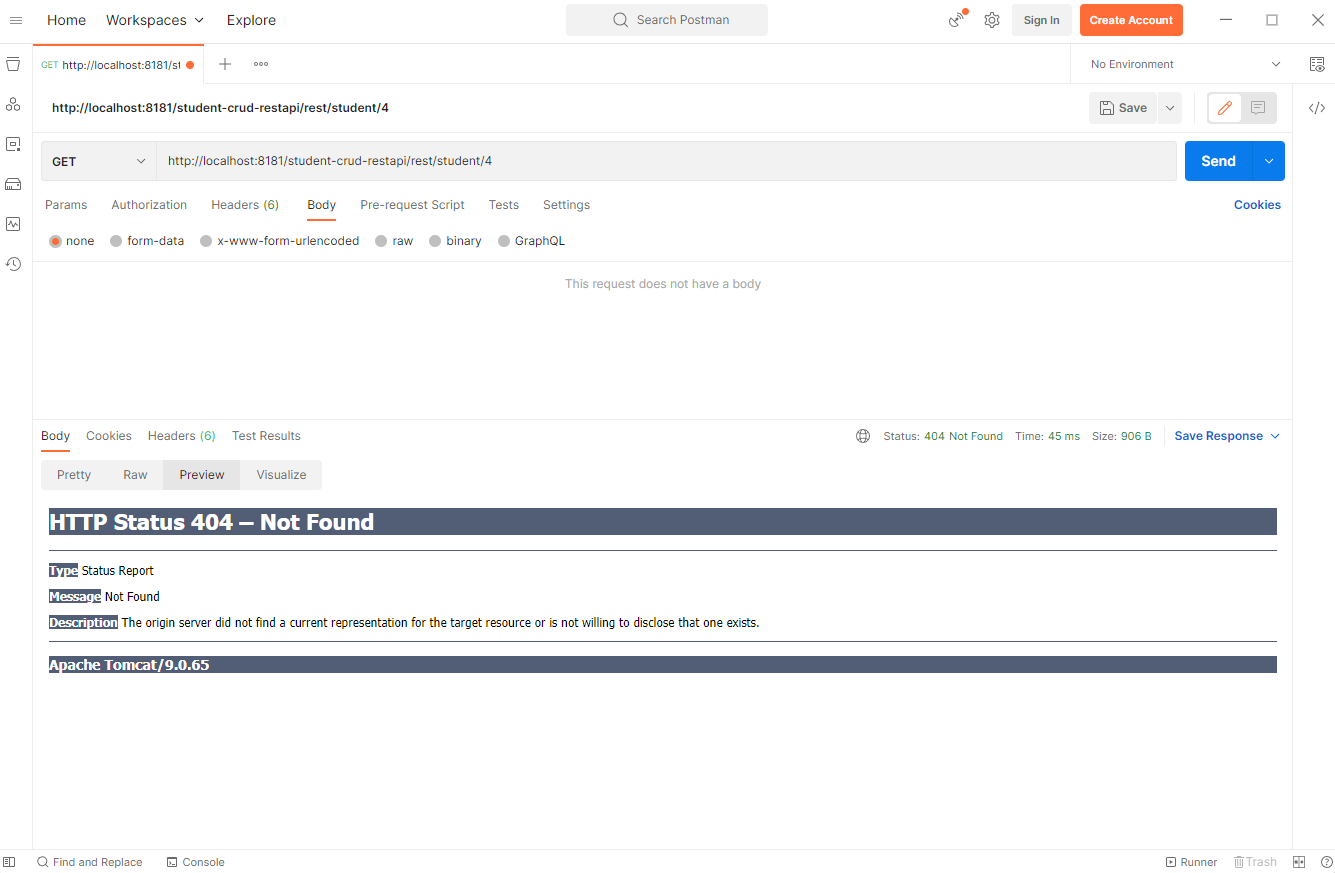 Home Workspaces Explore Search Postman Sign In Create Account
GET http://localhost:8181/st No Environment
http://localhost:8181/student-crud-restapi/rest/student/4 Save
GET http://localhost:8181/student-crud-restapi/rest/student/4 Send
Params Authorization Headers (6) Body Pre-request Script Tests Settings Cookies
none form-data x-www-form-urlencoded raw binary GraphQL
This request does not have a body
Body Cookies Headers (6) Test Results Status: 404 Not Found Time: 45 ms Size: 906 B Save Response
Pretty Raw Preview Visualize
HTTP Status 404 – Not Found
Type Status Report
Message Not Found
Description The origin server did not find a current representation for the target resource or is not willing to disclose that one exists.
Apache Tomcat/9.0.65
Find and Replace Console Runner Trash